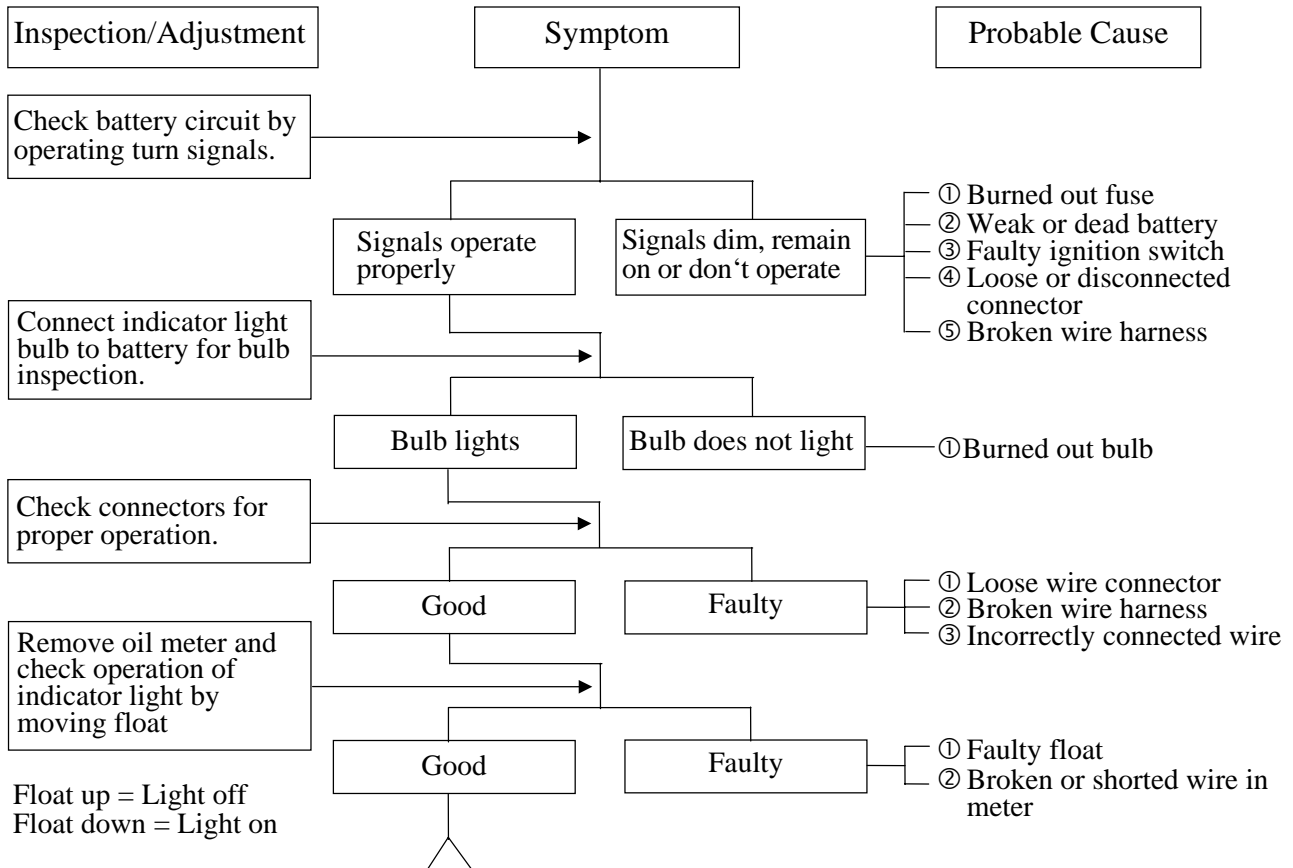 Inspection/Adjustment
Symptom
Probable Cause
Check battery circuit by
operating turn signals.
Signals operate
properly
Signals dim, remain
on or don‘t operate
① Burned out fuse
② Weak or dead battery
③ Faulty ignition switch
④ Loose or disconnected
connector
⑤ Broken wire harness
Connect indicator light
bulb to battery for bulb
inspection.
Bulb lights
Bulb does not light
①Burned out bulb
Check connectors for
proper operation.
Good
Faulty
① Loose wire connector
② Broken wire harness
③ Incorrectly connected wire
Remove oil meter and
check operation of
indicator light by
moving float
Good
Faulty
① Faulty float
② Broken or shorted wire in
meter
Float up = Light off
Float down = Light on